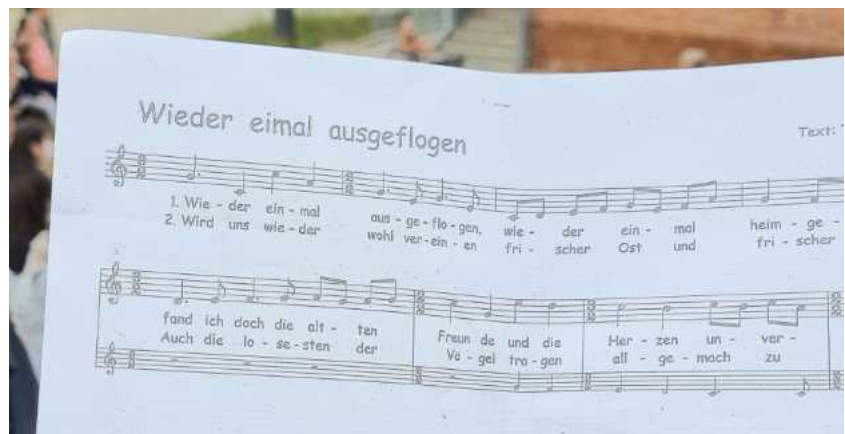 Wieder eimal ausgeflogen
Text:
1. Wie - der ein - mal aus - ge - flo - gen, wie - der ein - mal heim - ge -
2. Wird uns wie - der wohl ver - ein - en fri - scher Ost und fri - scher
fand ich doch die alt - ten Freun de und die Her - zen un - ver -
Auch die lo - se - sten der Vö - gel tra - gen all - ge - mach zu